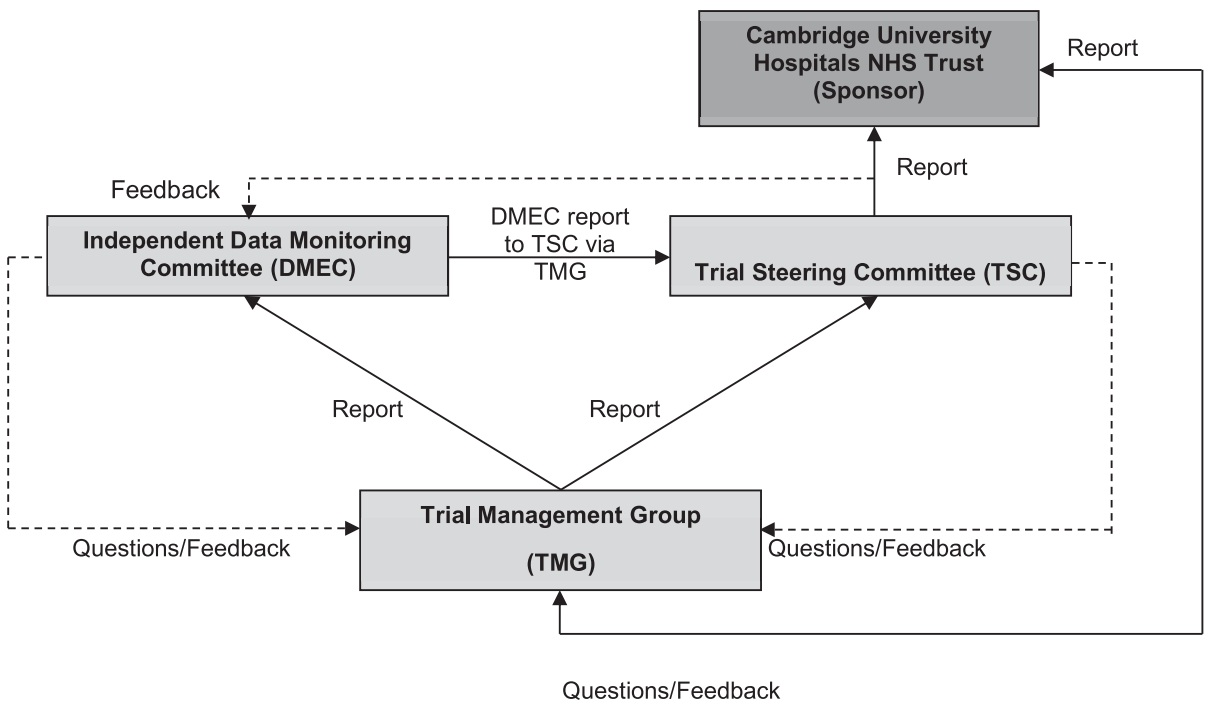 Cambridge University
Hospitals NHS Trust
(Sponsor)
Report
Report
Feedback
DMEC report
to TSC via
TMG
Independent Data Monitoring
Committee (DMEC)
Trial Steering Committee (TSC)
Report
Report
Trial Management Group
(TMG)
Questions/Feedback
Questions/Feedback
Questions/Feedback